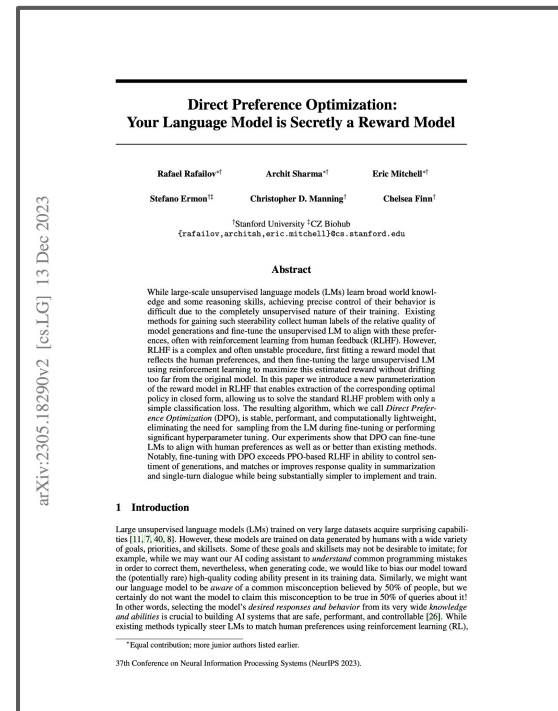 Direct Preference Optimization:
Your Language Model is Secretly a Reward Model
Rafael Rafailov*† Archit Sharma*† Eric Mitchell*†
Stefano Ermon†‡ Christopher D. Manning† Chelsea Finn†
†Stanford University ‡CZ Biohub
{rafailov,architsh,eric.mitchell}@cs.stanford.edu
Abstract
While large-scale unsupervised language models (LMs) learn broad world knowl-
edge and some reasoning skills, achieving precise control of their behavior is
difficult due to the completely unsupervised nature of their training. Existing
methods for gaining such steerability collect human labels of the relative quality of
model generations and fine-tune the unsupervised LM to align with these prefer-
ences, often with reinforcement learning from human feedback (RLHF). However,
RLHF is a complex and often unstable procedure, first fitting a reward model that
reflects the human preferences, and then fine-tuning the large unsupervised LM
using reinforcement learning to maximize this estimated reward without drifting
too far from the original model. In this paper we introduce a new parameterization
of the reward model in RLHF that enables extraction of the corresponding optimal
policy in closed form, allowing us to solve the standard RLHF problem with only a
simple classification loss. The resulting algorithm, which we call Direct Prefer-
ence Optimization (DPO), is stable, performant, and computationally lightweight,
eliminating the need for sampling from the LM during fine-tuning or performing
significant hyperparameter tuning. Our experiments show that DPO can fine-tune
LMs to align with human preferences as well as or better than existing methods.
Notably, fine-tuning with DPO exceeds PPO-based RLHF in ability to control sen-
timent of generations, and matches or improves response quality in summarization
and single-turn dialogue while being substantially simpler to implement and train.
1 Introduction
Large unsupervised language models (LMs) trained on very large datasets acquire surprising capabili-
ties [11, 7, 40, 8]. However, these models are trained on data generated by humans with a wide variety
of goals, priorities, and skillsets. Some of these goals and skillsets may not be desirable to imitate; for
example, while we may want our AI coding assistant to understand common programming mistakes
in order to correct them, nevertheless, when generating code, we would like to bias our model toward
the (potentially rare) high-quality coding ability present in its training data. Similarly, we might want
our language model to be aware of a common misconception believed by 50% of people, but we
certainly do not want the model to claim this misconception to be true in 50% of queries about it!
In other words, selecting the model's desired responses and behavior from its very wide knowledge
and abilities is crucial to building AI systems that are safe, performant, and controllable [26]. While
existing methods typically steer LMs to match human preferences using reinforcement learning (RL),
*Equal contribution; more junior authors listed earlier.
37th Conference on Neural Information Processing Systems (NeurIPS 2023).
arXiv:2305.18290v2 [cs.LG] 13 Dec 2023